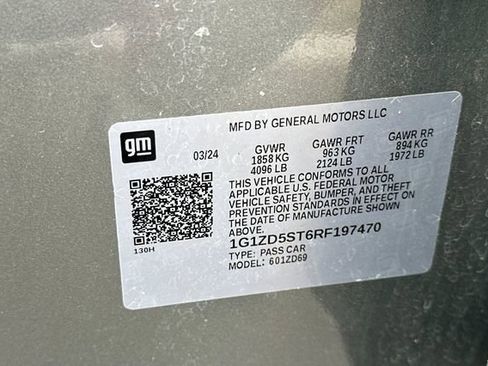 gm
MFD BY GENERAL MOTORS LLC
03/24
GVWR GAWR FRT GAWR RR
1858 KG 963 KG 894 KG
4096 LB 2124 LB 1972 LB
THIS VEHICLE CONFORMS TO ALL
APPLICABLE U.S. FEDERAL MOTOR
VEHICLE SAFETY, BUMPER, AND THEFT
PREVENTION STANDARDS IN EFFECT ON
THE DATE OF MANUFACTURE SHOWN
ABOVE.
1G1ZD5ST6RF197470
TYPE: PASS CAR
MODEL: 601ZD69
130H